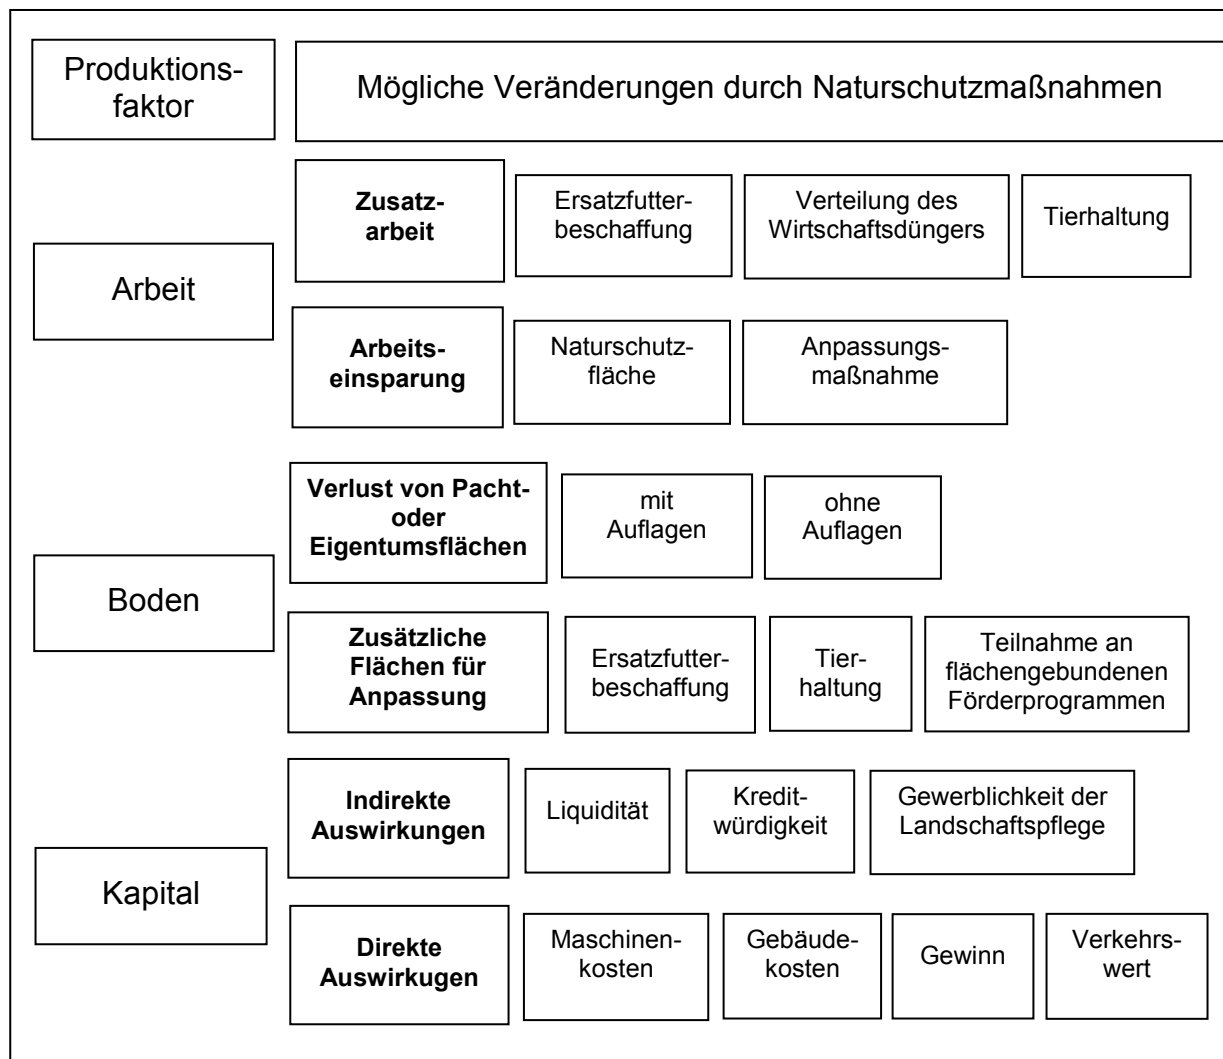 Produktions-
faktor
Mögliche Veränderungen durch Naturschutzmaßnahmen
Arbeit
Zusatz-
arbeit
Ersatzfutter-
beschaffung
Verteilung des
Wirtschaftsdüngers
Tierhaltung
Arbeits-
einsparung
Naturschutz-
fläche
Anpassungs-
maßnahme
Boden
Verlust von Pacht-
oder
Eigentumsflächen
mit
Auflagen
ohne
Auflagen
Zusätzliche
Flächen für
Anpassung
Ersatzfutter-
beschaffung
Tier-
haltung
Teilnahme an
flächengebundenen
Förderprogrammen
Kapital
Indirekte
Auswirkungen
Liquidität
Kredit-
würdigkeit
Gewerblichkeit der
Landschaftspflege
Direkte
Auswirkugen
Maschinen-
kosten
Gebäude-
kosten
Gewinn
Verkehrs-
wert